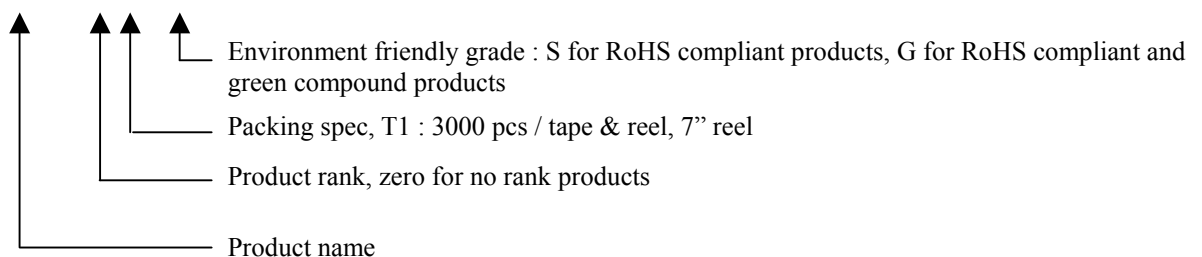 Environment friendly grade : S for RoHS compliant products, G for RoHS compliant and
green compound products
Packing spec, T1 : 3000 pcs / tape & reel, 7” reel
Product rank, zero for no rank products
Product name